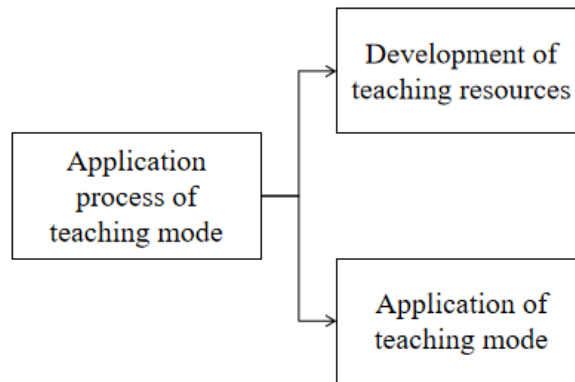 Development of
teaching resources
Application
process of
teaching mode
Application of
teaching mode